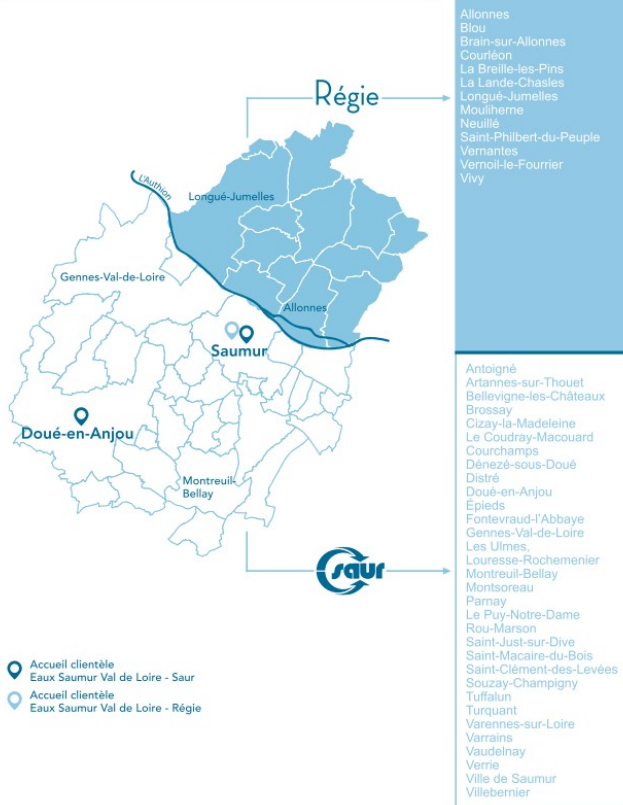 Régie
Allonnes
Blou
Brain-sur-Allonnes
Courléon
La Breille-les-Pins
La Lande-Chasles
Longué-Jumelles
Mouliherne
Neuillé
Saint-Philbert-du-Peuple
Vernantes
Vernoil-le-Fourrier
Vivy
L'Authion
Longué-Jumelles
Gennes-Val-de-Loire
Allonnes
Saumur
Doué-en-Anjou
Montreuil-
Bellay
saur
Antoigné
Artannes-sur-Thouet
Bellevigne-les-Châteaux
Brossay
Cizay-la-Madeleine
Le Coudray-Macouard
Courchamps
Dénezé-sous-Doué
Distré
Doué-en-Anjou
Épieds
Fontevraud-l'Abbaye
Gennes-Val-de-Loire
Les Ulmes,
Louresse-Rochemenier
Montreuil-Bellay
Montsoreau
Parnay
Le Puy-Notre-Dame
Rou-Marson
Saint-Just-sur-Dive
Saint-Macaire-du-Bois
Saint-Clément-des-Levées
Souzay-Champigny
Tuffalun
Turquant
Varennes-sur-Loire
Varrains
Vaudelnay
Verrie
Ville de Saumur
Villebernier
Accueil clientèle
Eaux Saumur Val de Loire - Saur
Accueil clientèle
Eaux Saumur Val de Loire - Régie